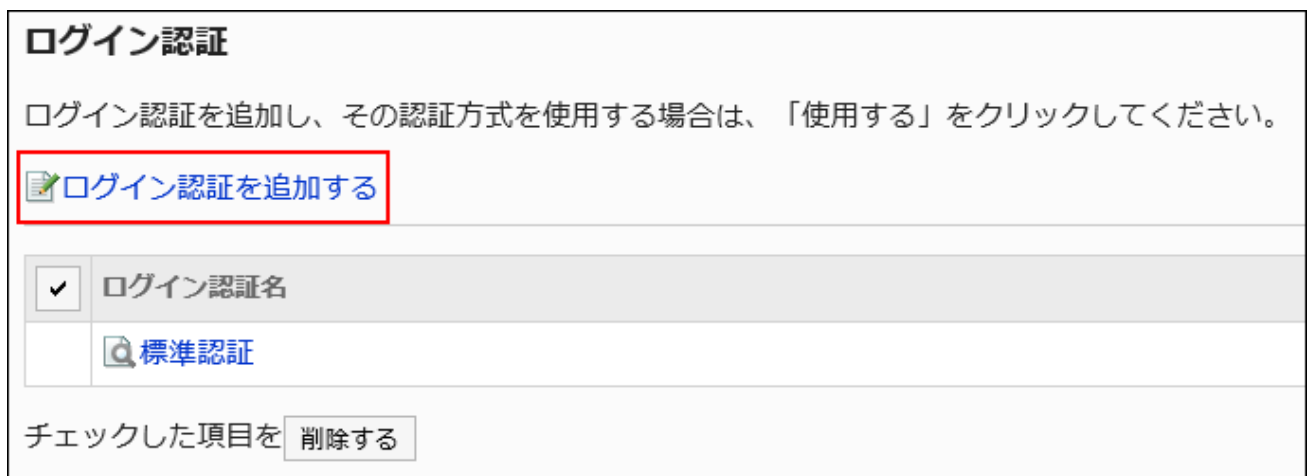 ログイン認証
ログイン認証を追加し、その認証方式を使用する場合は、「使用する」をクリックしてください。
ログイン認証を追加する
ログイン認証名
標準認証
チェックした項目を 削除する